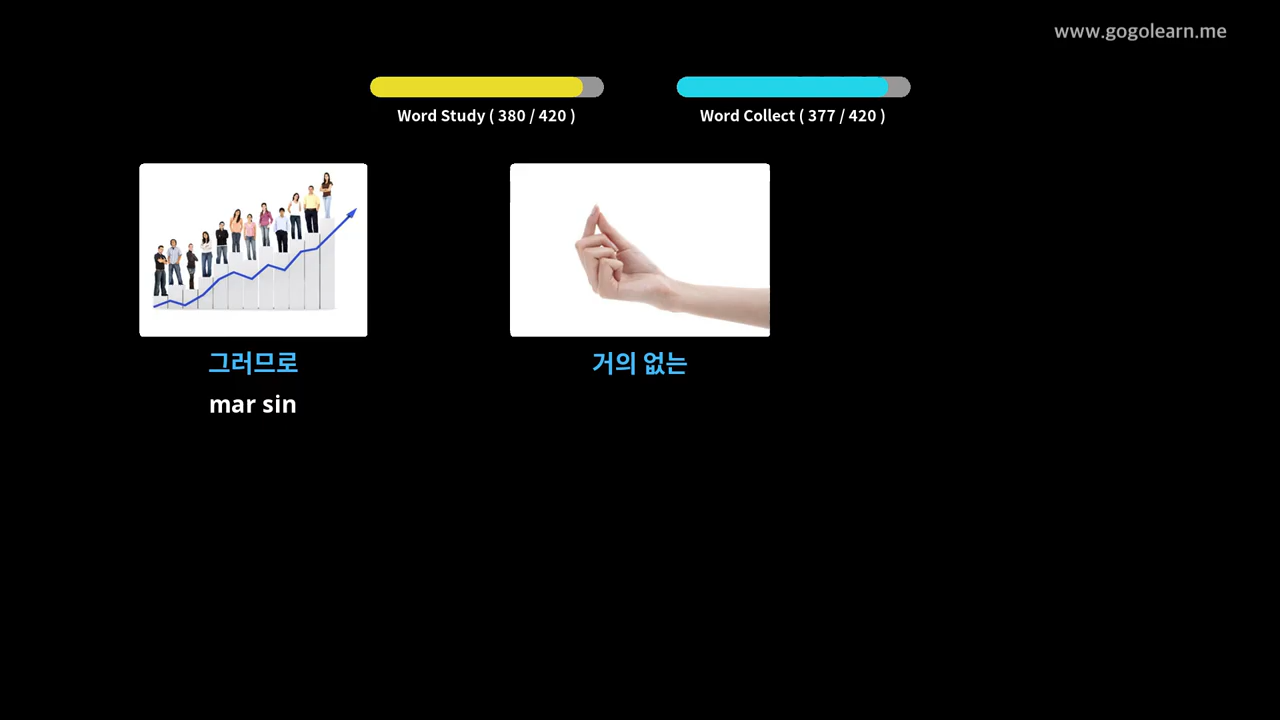 www.gogolearn.me
Word Study ( 380 / 420 )
Word Collect ( 377 / 420 )
그러므로
거의 없는
mar sin